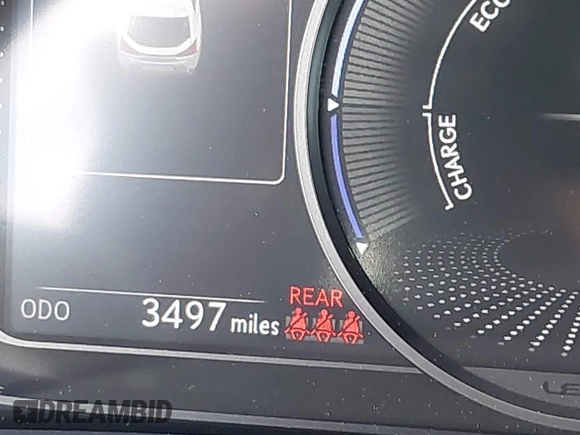 ECO
CHARGE
REAR
ODO 3497 miles
DREAMBID